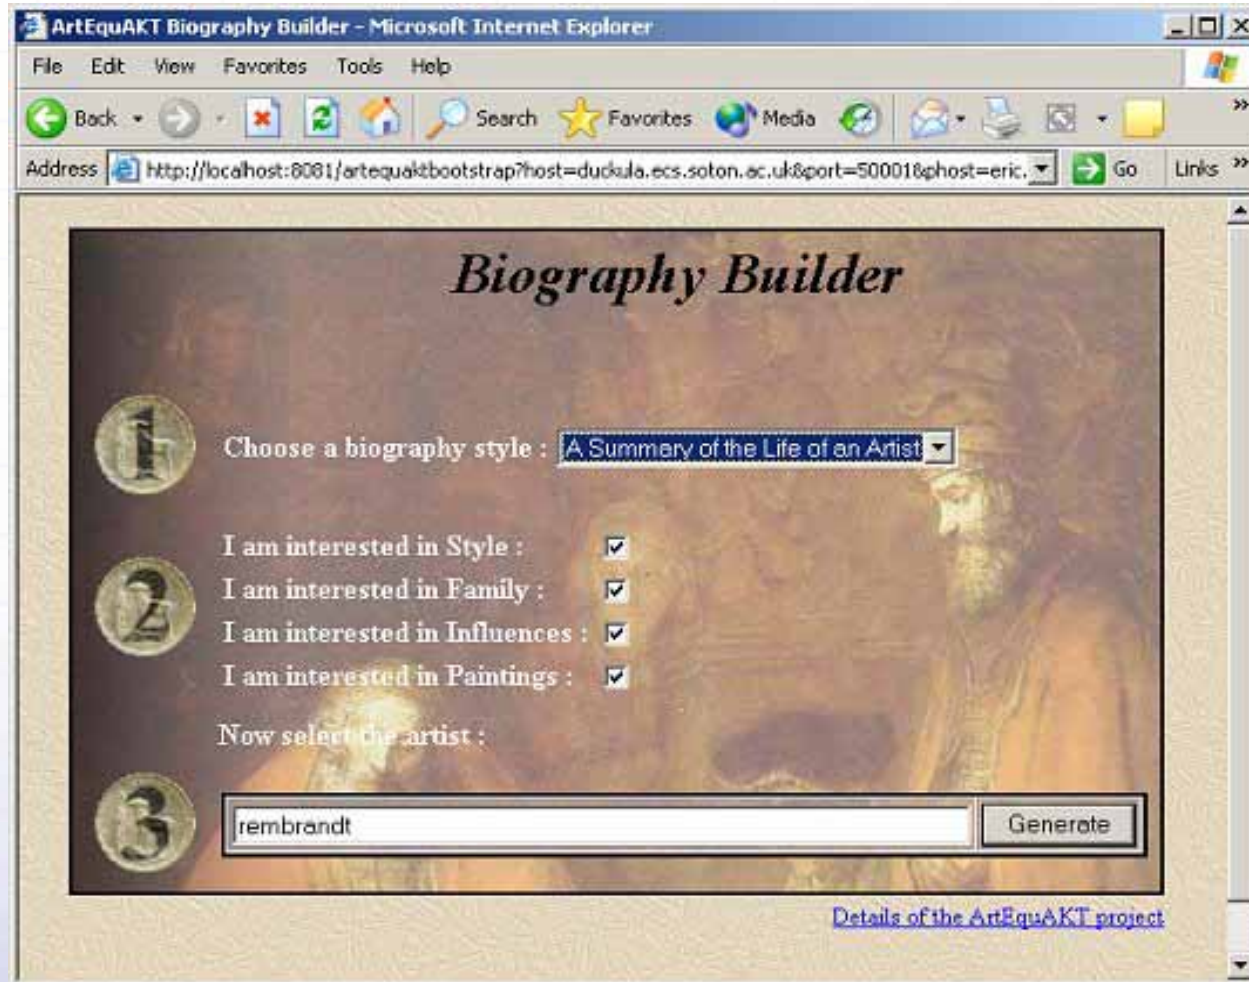 ArtEquAKT Biography Builder - Microsoft Internet Explorer
File Edit View Favorites Tools Help
Back Search Favorites Media
Address http://localhost:8081/artequaktbootstrap?host=duckula.ecs.soton.ac.uk&port=50001&phost=eric. Go Links
Biography Builder
1 Choose a biography style : A Summary of the Life of an Artist
I am interested in Style :
I am interested in Family :
2
I am interested in Influences :
I am interested in Paintings :
Now select the artist :
3 rembrandt Generate
Details of the ArtEquAKT project